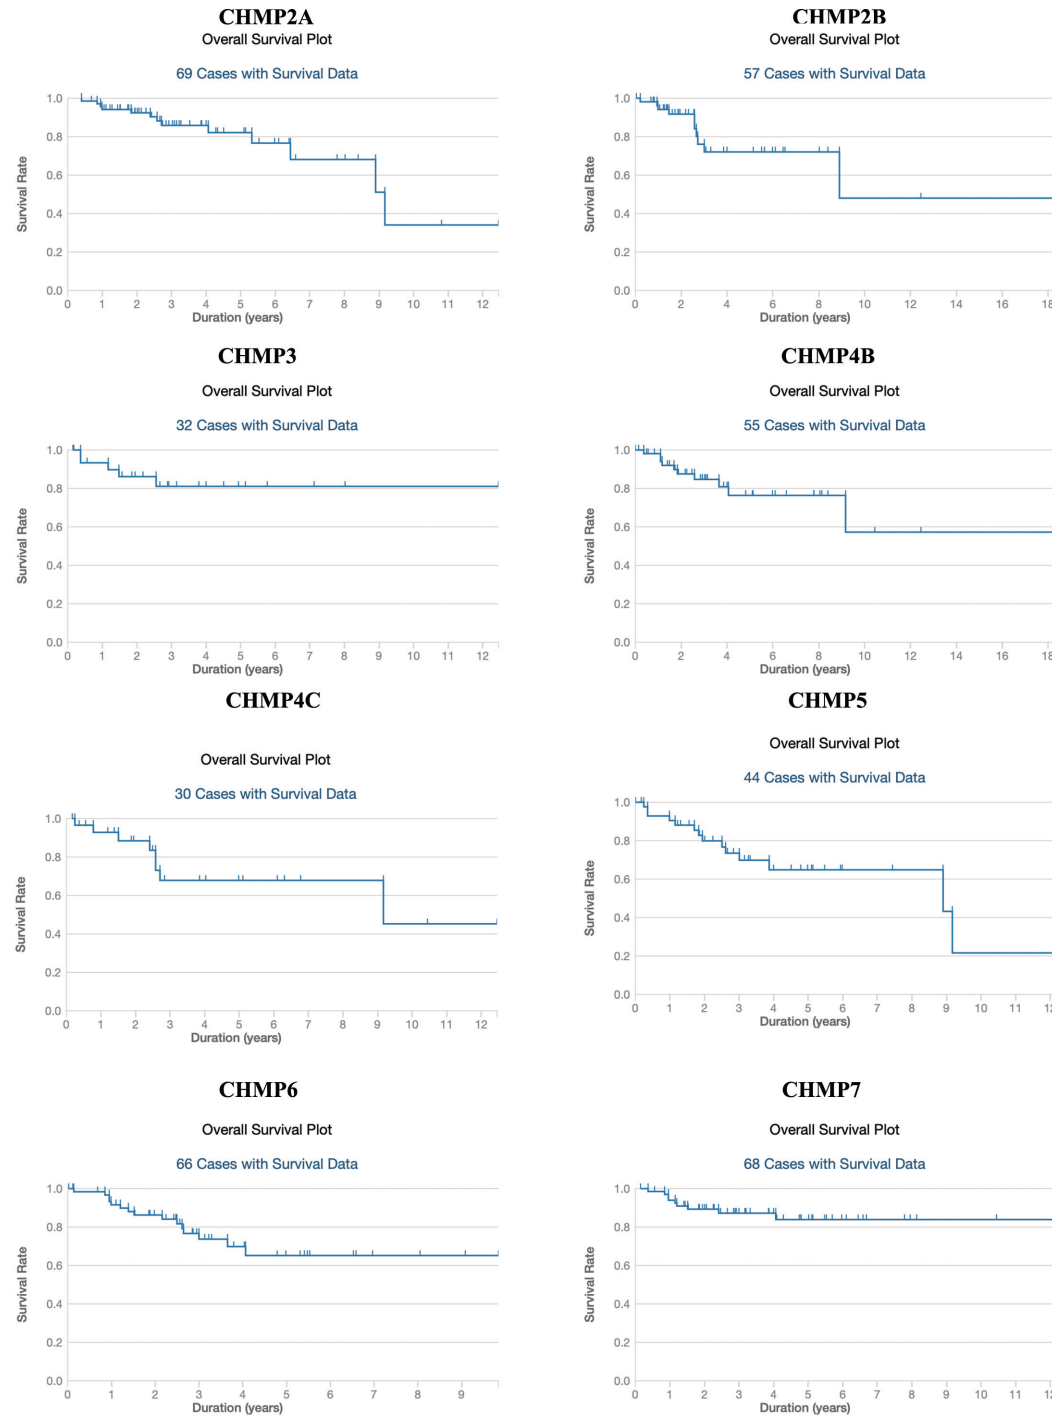 CHMP2A
Overall Survival Plot
69 Cases with Survival Data
1.0
0.8
0.6
0.4
0.2
0.0
Survival Rate
0 1 2 3 4 5 6 7 8 9 10 11 12
Duration (years)
CHMP2B
Overall Survival Plot
57 Cases with Survival Data
1.0
0.8
0.6
0.4
0.2
0.0
Survival Rate
0 2 4 6 8 10 12 14 16 18
Duration (years)
CHMP3
Overall Survival Plot
32 Cases with Survival Data
1.0
0.8
0.6
0.4
0.2
0.0
Survival Rate
0 1 2 3 4 5 6 7 8 9 10 11 12
Duration (years)
CHMP4B
Overall Survival Plot
55 Cases with Survival Data
1.0
0.8
0.6
0.4
0.2
0.0
Survival Rate
0 2 4 6 8 10 12 14 16 18
Duration (years)
CHMP4C
Overall Survival Plot
30 Cases with Survival Data
1.0
0.8
0.6
0.4
0.2
0.0
Survival Rate
0 1 2 3 4 5 6 7 8 9 10 11 12
Duration (years)
CHMP5
Overall Survival Plot
44 Cases with Survival Data
1.0
0.8
0.6
0.4
0.2
0.0
Survival Rate
0 1 2 3 4 5 6 7 8 9 10 11 12
Duration (years)
CHMP6
Overall Survival Plot
66 Cases with Survival Data
1.0
0.8
0.6
0.4
0.2
0.0
Survival Rate
0 1 2 3 4 5 6 7 8 9
Duration (years)
CHMP7
Overall Survival Plot
68 Cases with Survival Data
1.0
0.8
0.6
0.4
0.2
0.0
Survival Rate
0 1 2 3 4 5 6 7 8 9 10 11 12
Duration (years)